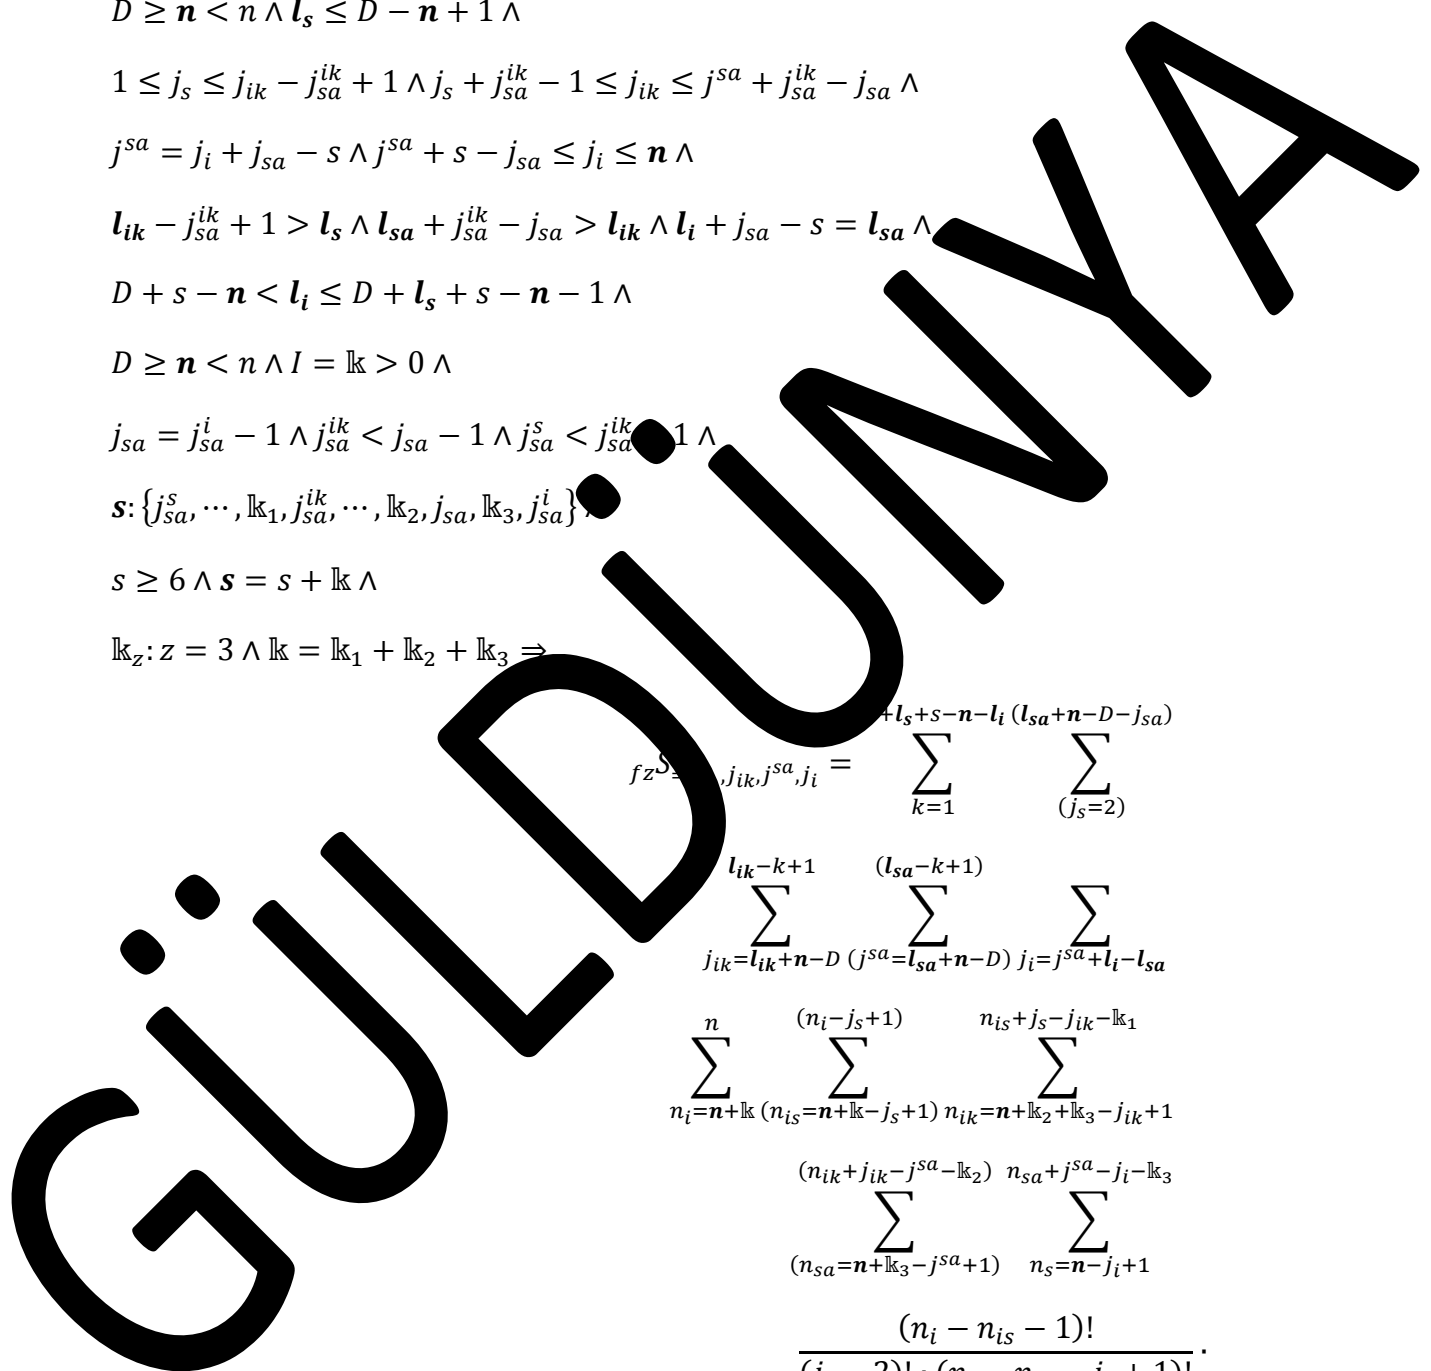 D ≥ n < n ∧ l_s ≤ D − n + 1 ∧
1 ≤ j_s ≤ j_ik − j_sa^ik + 1 ∧ j_s + j_sa^ik − 1 ≤ j_ik ≤ j^sa + j_sa^ik − j_sa ∧
j^sa = j_i + j_sa − s ∧ j^sa + s − j_sa ≤ j_i ≤ n ∧
l_ik − j_sa^ik + 1 > l_s ∧ l_sa + j_sa^ik − j_sa > l_ik ∧ l_i + j_sa − s = l_sa ∧
D + s − n < l_i ≤ D + l_s + s − n − 1 ∧
D ≥ n < n ∧ I = 𝕜 > 0 ∧
j_sa = j_sa^i − 1 ∧ j_sa^ik < j_sa − 1 ∧ j_sa^s < j_sa^ik 1 ∧
s: {j_sa^s, ⋯, 𝕜_1, j_sa^ik, ⋯, 𝕜_2, j_sa, 𝕜_3, j_sa^i}
s ≥ 6 ∧ s = s + 𝕜 ∧
𝕜_z: z = 3 ∧ 𝕜 = 𝕜_1 + 𝕜_2 + 𝕜_3 ⇒
+l_s+s−n−l_i (l_sa+n−D−j_sa)
fz S ,j_ik,j^sa,j_i = ∑ ∑
k=1 (j_s=2)
l_ik−k+1 (l_sa−k+1)
∑ ∑ ∑
j_ik=l_ik+n−D (j^sa=l_sa+n−D) j_i=j^sa+l_i−l_sa
n (n_i−j_s+1) n_is+j_s−j_ik−𝕜_1
∑ ∑ ∑
n_i=n+𝕜 (n_is=n+𝕜−j_s+1) n_ik=n+𝕜_2+𝕜_3−j_ik+1
(n_ik+j_ik−j^sa−𝕜_2) n_sa+j^sa−j_i−𝕜_3
∑ ∑
(n_sa=n+𝕜_3−j^sa+1) n_s=n−j_i+1
(n_i − n_is − 1)!
GÜLDÜNYA